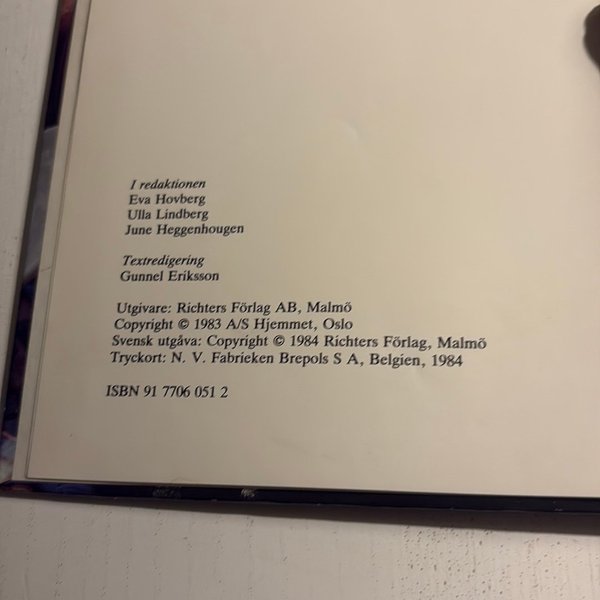 I redaktionen
Eva Hovberg
Ulla Lindberg
June Heggenhougen
Textredigering
Gunnel Eriksson
Utgivare: Richters Förlag AB, Malmö
Copyright © 1983 A/S Hjemmet, Oslo
Svensk utgåva: Copyright © 1984 Richters Förlag, Malmö
Tryckort: N. V. Fabrieken Brepols S A, Belgien, 1984
ISBN 91 7706 051 2